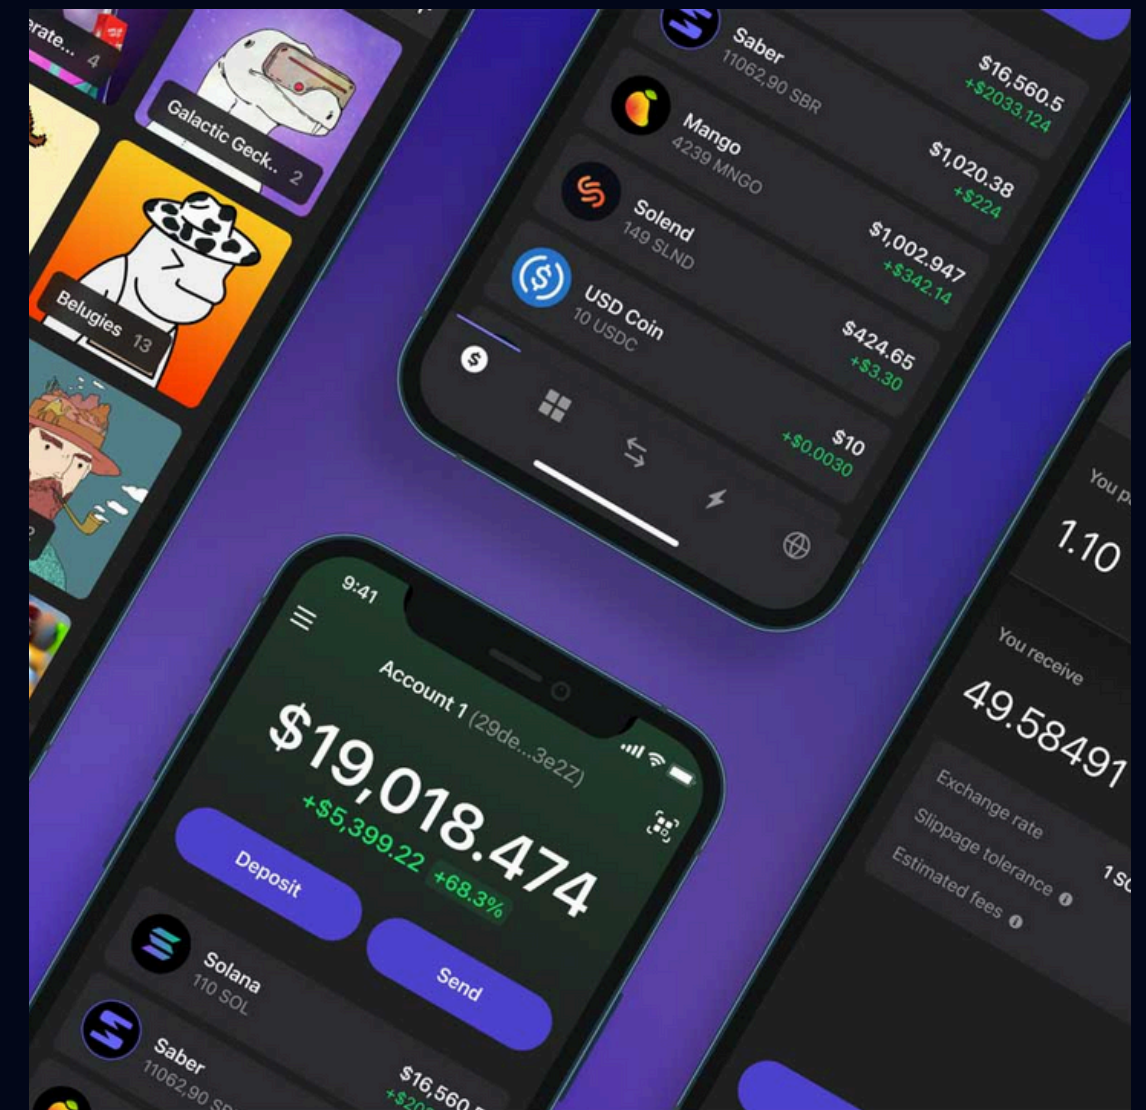 erate... 4
Galactic Geck.. 2
Belugies 13
Saber
11062,90 SBR
$16,560.5
+$2033,124
Mango
4239 MNGO
$1,020.38
+$224
Solend
149 SLND
$1,002.947
+$342.14
USD Coin
10 USDC
$424.65
+$3.30
$10
+$0.0030
9:41
Account 1 (29de...3e2Z)
$19,018.474
+$5,399.22 +68.3%
Deposit
Send
Solana
110 SOL
$16,560.5
Saber
11062,90
You
1.10
You receive
49.58491
Exchange rate
1
Slippage tolerance
Estimated fees